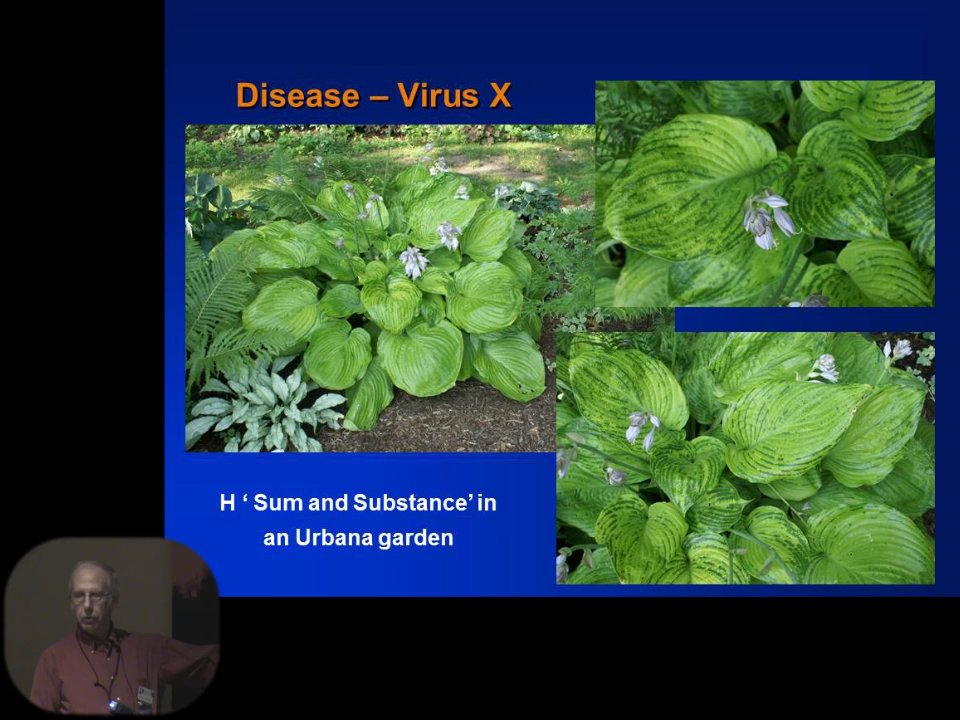 Disease – Virus X
H ‘ Sum and Substance’ in
an Urbana garden